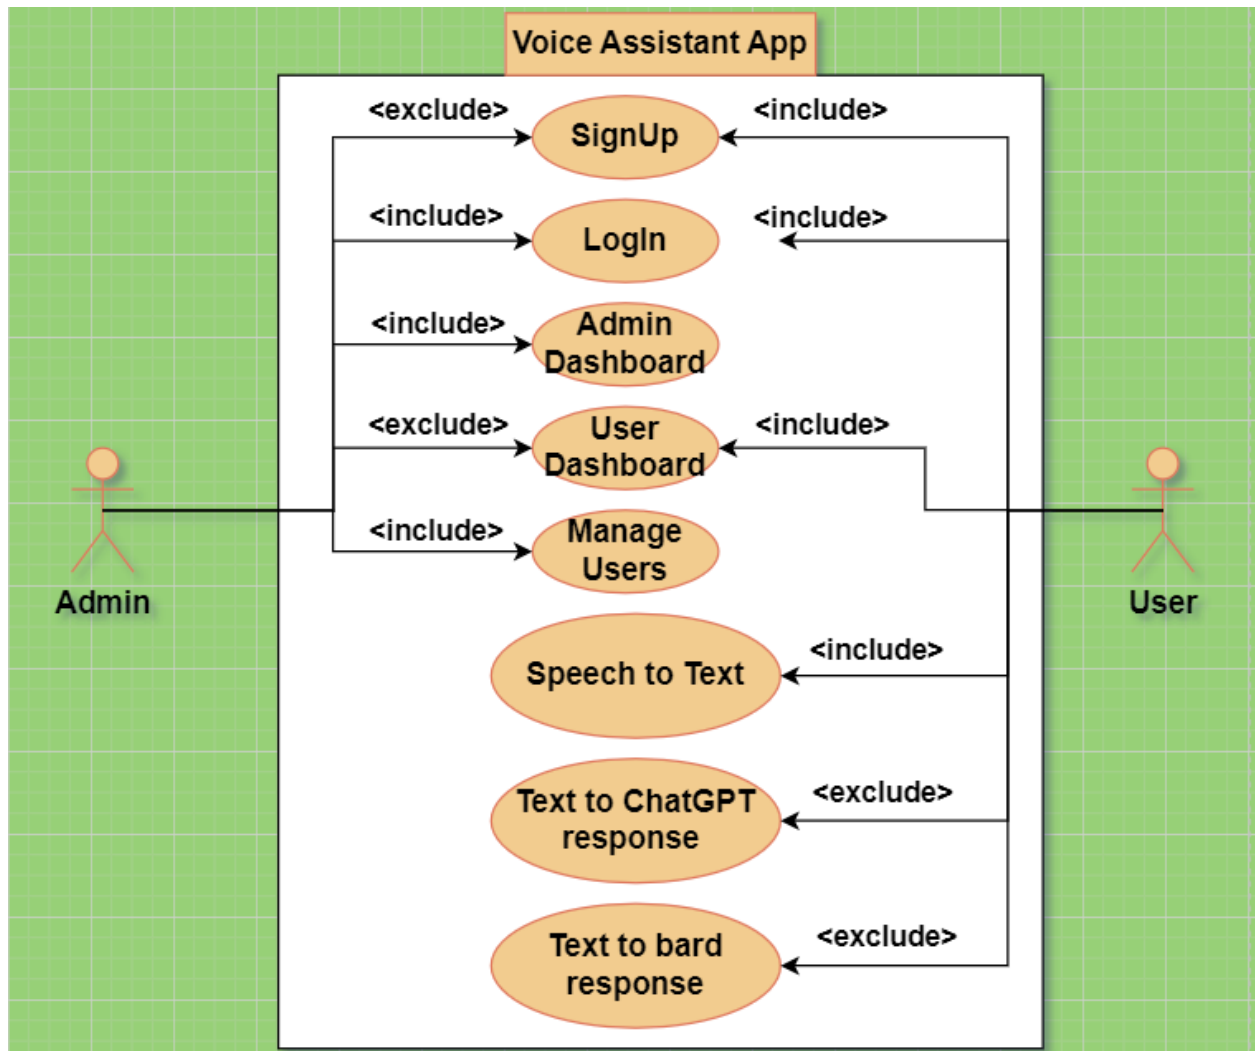 Voice Assistant App
<exclude>
<include>
SignUp
<include>
<include>
LogIn
<include>
Admin
Dashboard
<exclude>
<include>
User
Dashboard
<include>
Manage
Users
Admin
User
<include>
Speech to Text
<exclude>
Text to ChatGPT
response
<exclude>
Text to bard
response